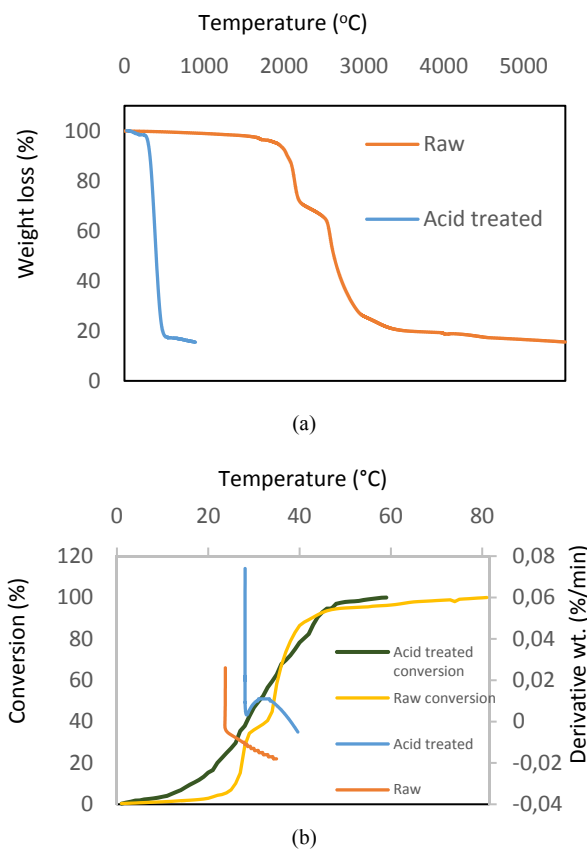 Temperature (ºC)
0 1000 2000 3000 4000 5000
Weight loss (%)
100
80
60
40
20
0
Raw
Acid treated
(a)
Temperature (°C)
0 20 40 60 80
Conversion (%)
120
100
80
60
40
20
0
Acid treated
conversion
Raw conversion
Acid treated
Raw
0,08
0,06
0,04
0,02
0
-0,02
-0,04
Derivative wt. (%/min)
(b)